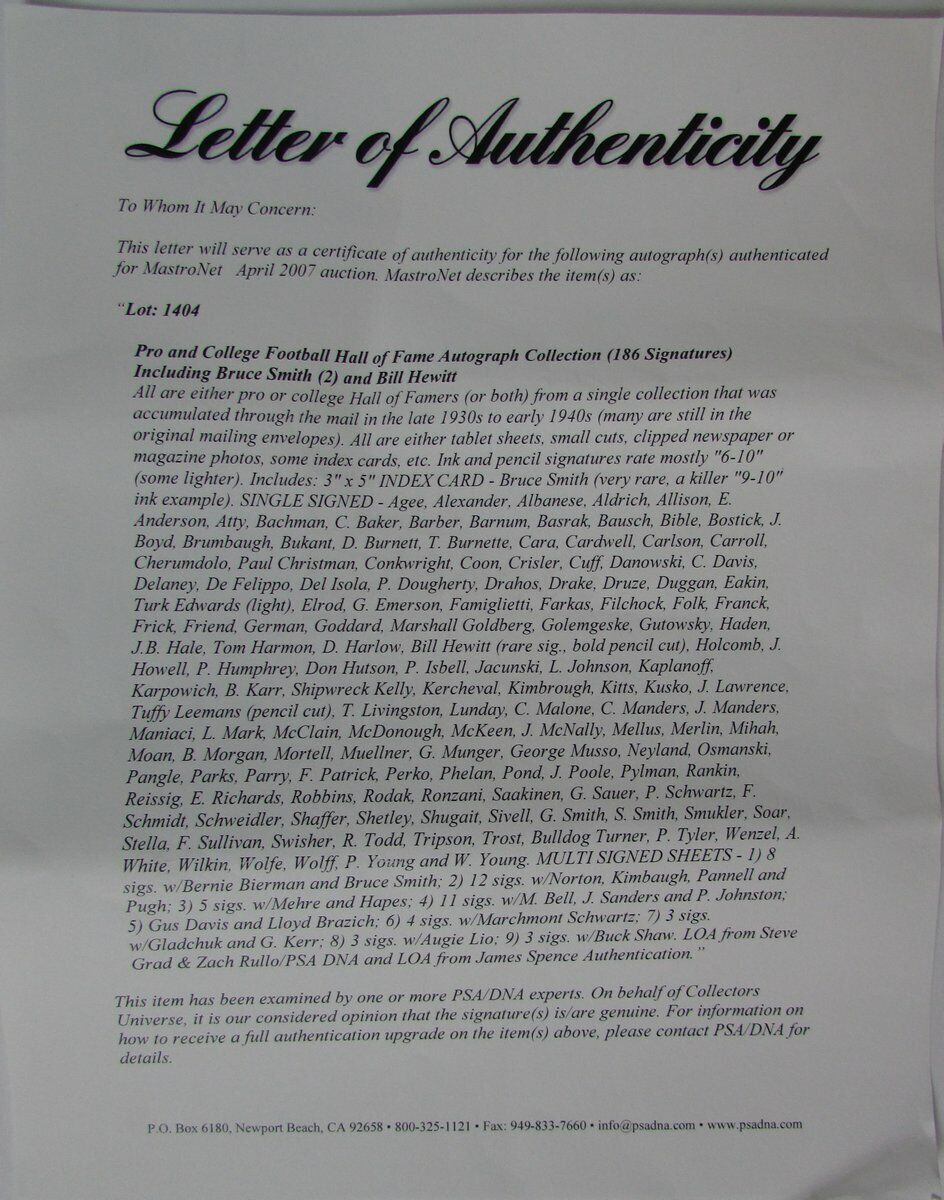 Letter of Authenticity
To Whom It May Concern:
This letter will serve as a certificate of authenticity for the following autograph(s) authenticated
for MastroNet April 2007 auction. MastroNet describes the item(s) as:
"Lot: 1404
Pro and College Football Hall of Fame Autograph Collection (186 Signatures)
Including Bruce Smith (2) and Bill Hewitt
All are either pro or college Hall of Famers (or both) from a single collection that was
accumulated through the mail in the late 1930s to early 1940s (many are still in the
original mailing envelopes). All are either tablet sheets, small cuts, clipped newspaper or
magazine photos, some index cards, etc. Ink and pencil signatures rate mostly "6-10"
(some lighter). Includes: 3" x 5" INDEX CARD - Bruce Smith (very rare, a killer "9-10"
ink example). SINGLE SIGNED - Agee, Alexander, Albanese, Aldrich, Allison, E.
Anderson, Atty, Bachman, C. Baker, Barber, Barnum, Basrak, Bausch, Bible, Bostick, J.
Boyd, Brumbaugh, Bukant, D. Burnett, T. Burnette, Cara, Cardwell, Carlson, Carroll,
Cherumdolo, Paul Christman, Conkwright, Coon, Crisler, Cuff, Danowski, C. Davis,
Delaney, De Felippo, Del Isola, P. Dougherty, Drahos, Drake, Druze, Duggan, Eakin,
Turk Edwards (light), Elrod, G. Emerson, Famiglietti, Farkas, Filchock, Folk, Franck,
Frick, Friend, German, Goddard, Marshall Goldberg, Golemgeske, Gutowsky, Haden,
J.B. Hale, Tom Harmon, D. Harlow, Bill Hewitt (rare sig., bold pencil cut), Holcomb, J.
Howell, P. Humphrey, Don Hutson, P. Isbell, Jacunski, L. Johnson, Kaplanoff,
Karpowich, B. Karr, Shipwreck Kelly, Kercheval, Kimbrough, Kitts, Kusko, J. Lawrence,
Tuffy Leemans (pencil cut), T. Livingston, Lunday, C. Malone, C. Manders, J. Manders,
Maniaci, L. Mark, McClain, McDonough, McKeen, J. McNally, Mellus, Merlin, Mihah,
Moan, B. Morgan, Mortell, Muellner, G. Munger, George Musso, Neyland, Osmanski,
Pangle, Parks, Parry, F. Patrick, Perko, Phelan, Pond, J. Poole, Pylman, Rankin,
Reissig, E. Richards, Robbins, Rodak, Ronzani, Saakinen, G. Sauer, P. Schwartz, F.
Schmidt, Schweidler, Shaffer, Shetley, Shugait, Sivell, G. Smith, S. Smith, Smukler, Soar,
Stella, F. Sullivan, Swisher, R. Todd, Tripson, Trost, Bulldog Turner, P. Tyler, Wenzel, A.
White, Wilkin, Wolfe, Wolff, P. Young and W. Young. MULTI SIGNED SHEETS - 1) 8
sigs. w/Bernie Bierman and Bruce Smith; 2) 12 sigs. w/Norton, Kimbaugh, Pannell and
Pugh; 3) 5 sigs. w/Mehre and Hapes; 4) 11 sigs. w/M. Bell, J. Sanders and P. Johnston;
5) Gus Davis and Lloyd Brazich; 6) 4 sigs. w/Marchmont Schwartz; 7) 3 sigs.
w/Gladchuk and G. Kerr; 8) 3 sigs. w/Augie Lio; 9) 3 sigs. w/Buck Shaw. LOA from Steve
Grad & Zach Rullo/PSA DNA and LOA from James Spence Authentication."
This item has been examined by one or more PSA/DNA experts. On behalf of Collectors
Universe, it is our considered opinion that the signature(s) is/are genuine. For information on
how to receive a full authentication upgrade on the item(s) above, please contact PSA/DNA for
details.
P.O. Box 6180, Newport Beach, CA 92658 • 800-325-1121 • Fax: 949-833-7660 • info@psadna.com • www.psadna.com